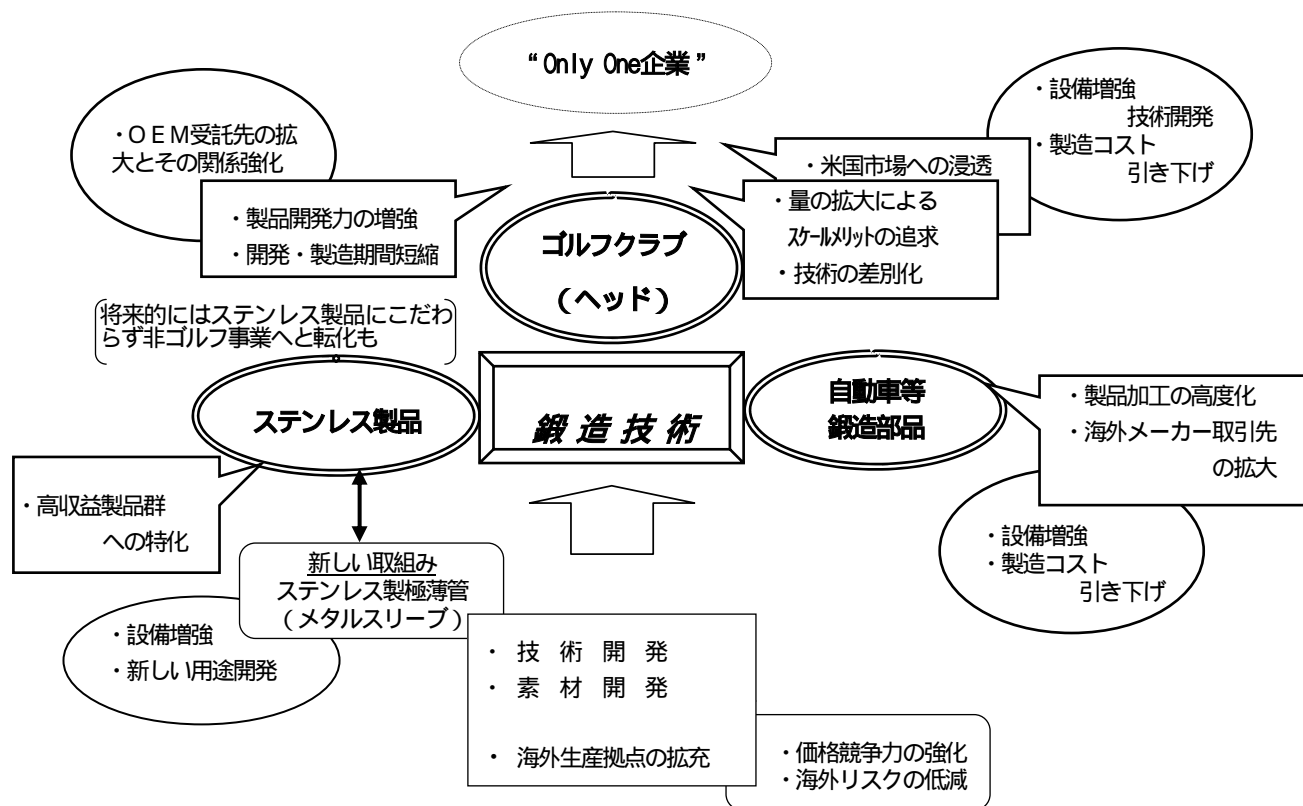 “Only One企業”
・設備増強
技術開発
・製造コスト
引き下げ
・OEM受託先の拡
大とその関係強化
・米国市場への浸透
・製品開発力の増強
・開発・製造期間短縮
ゴルフクラブ
(ヘッド)
・量の拡大による
スケールメリットの追求
・技術の差別化
将来的にはステンレス製品にこだわ
らず非ゴルフ事業へと転化も
ステンレス製品
鍛造技術
自動車等
鍛造部品
・製品加工の高度化
・海外メーカー取引先
の拡大
・高収益製品群
への特化
・設備増強
・製造コスト
引き下げ
新しい取組み
ステンレス製極薄管
(メタルスリーブ)
・設備増強
・新しい用途開発
・技術開発
・素材開発
・海外生産拠点の拡充
・価格競争力の強化
・海外リスクの低減